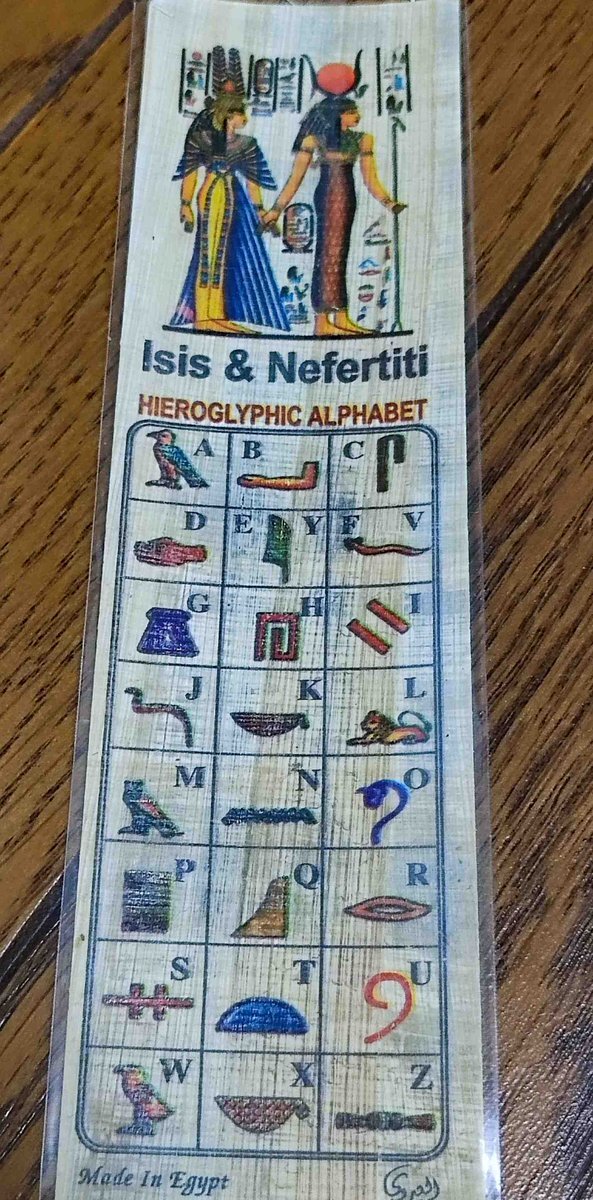 Isis & Nefertiti
HIEROGLYPHIC ALPHABET
A B C
D E Y F V
G H I
J K L
M N O
P Q R
S T U
W X Z
Made In Egypt